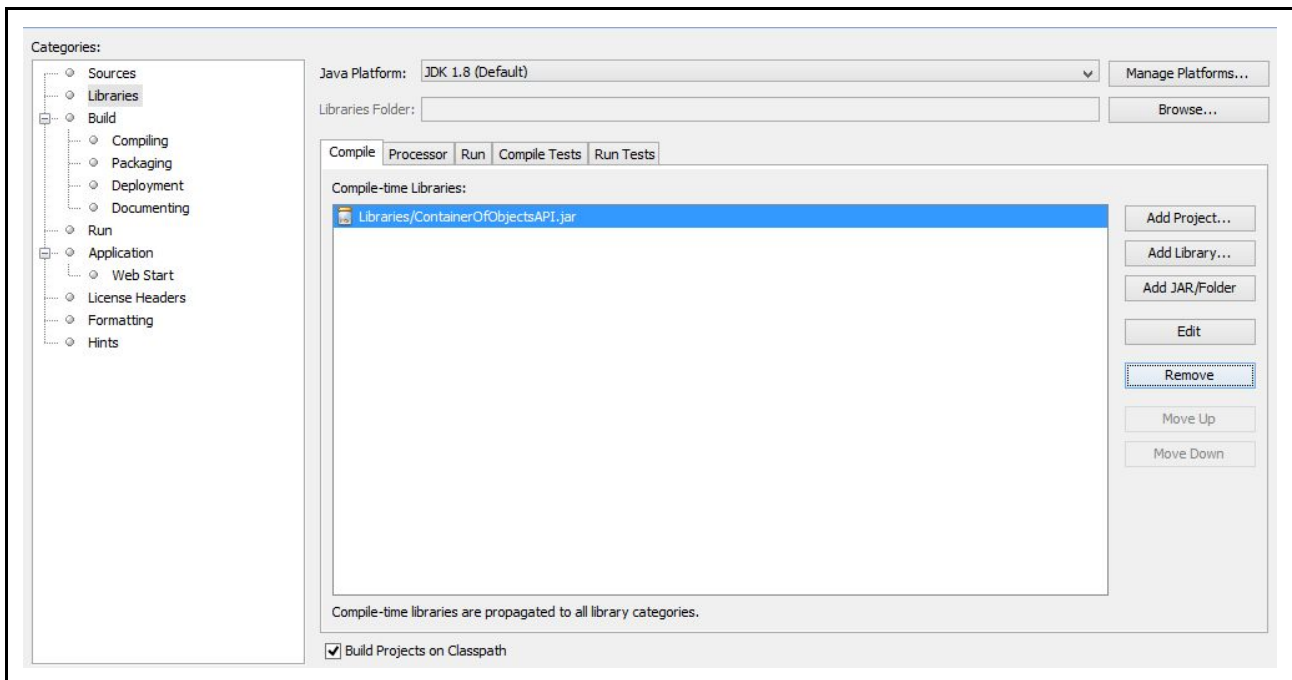 Categories:
Sources
Libraries
Build
Compiling
Packaging
Deployment
Documenting
Run
Application
Web Start
License Headers
Formatting
Hints
Java Platform: JDK 1.8 (Default) Manage Platforms...
Libraries Folder: Browse...
Compile Processor Run Compile Tests Run Tests
Compile-time Libraries:
Libraries/ContainerOfObjectsAPI.jar
Add Project...
Add Library...
Add JAR/Folder
Edit
Remove
Move Up
Move Down
Compile-time libraries are propagated to all library categories.
Build Projects on Classpath